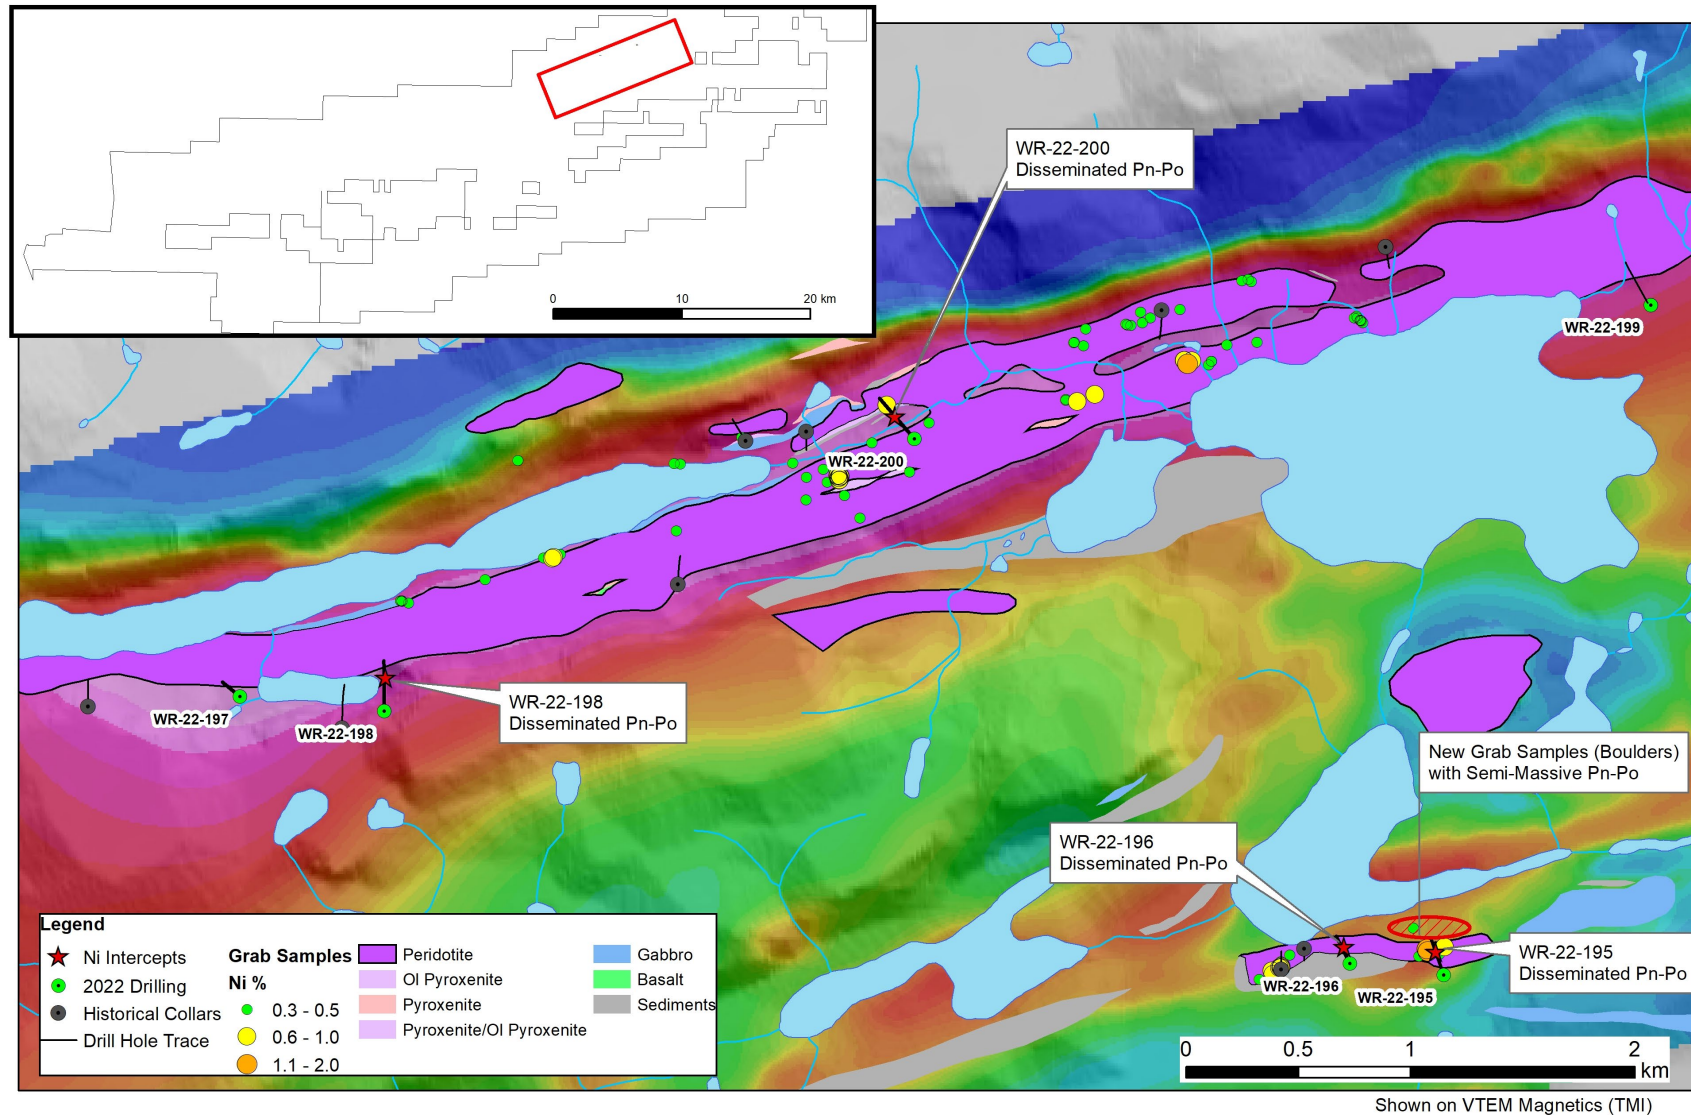 0 10 20 km
WR-22-200
Disseminated Pn-Po
WR-22-199
WR-22-200
WR-22-198
Disseminated Pn-Po
WR-22-197
WR-22-198
New Grab Samples (Boulders)
with Semi-Massive Pn-Po
WR-22-196
Disseminated Pn-Po
WR-22-195
Disseminated Pn-Po
WR-22-196
WR-22-195
Legend
Ni Intercepts
2022 Drilling
Historical Collars
Drill Hole Trace
Grab Samples
Ni %
0.3 - 0.5
0.6 - 1.0
1.1 - 2.0
Peridotite
Ol Pyroxenite
Pyroxenite
Pyroxenite/Ol Pyroxenite
Gabbro
Basalt
Sediments
0 0.5 1 2
km
Shown on VTEM Magnetics (TMI)